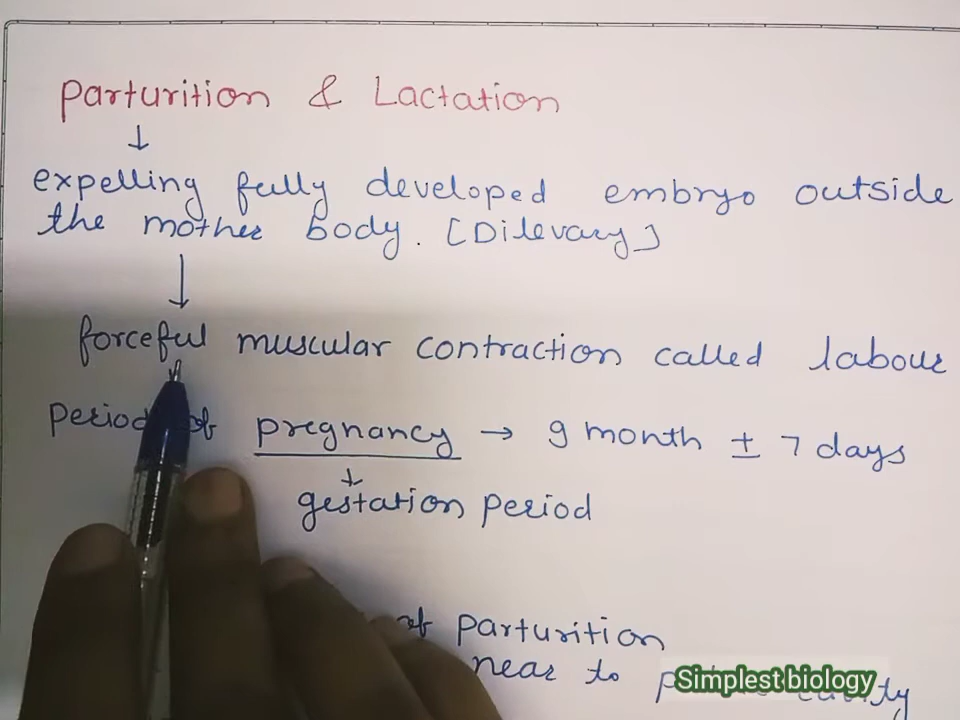 Parturition & Lactation
↓
expelling fully developed embryo outside
the mother body. [Dilevary]
↓
forceful muscular contraction called labour
Period of pregnancy → 9 month ± 7 days
↓
gestation period
of parturition
near to
Simplest biology